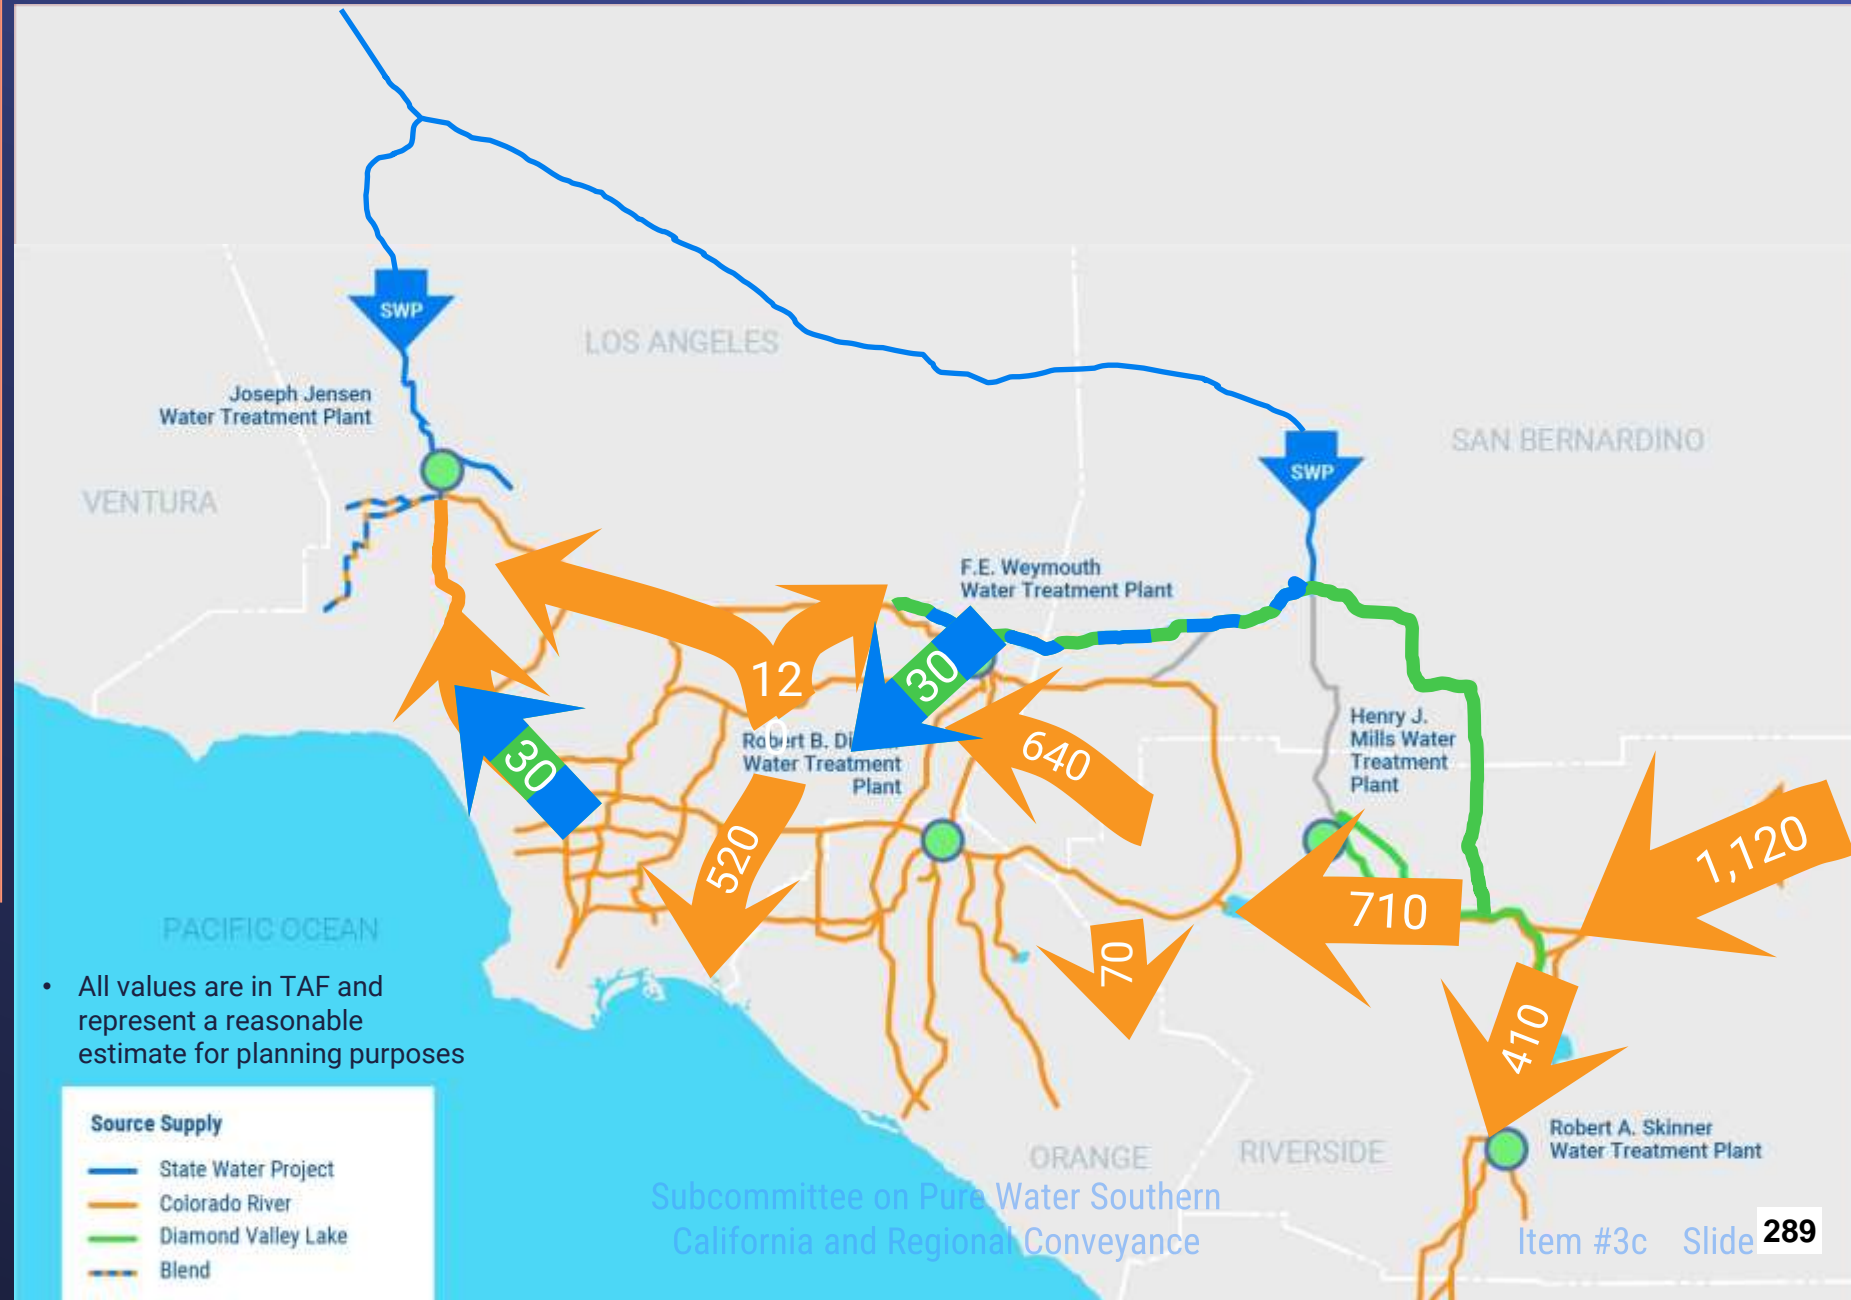 SWP
LOS ANGELES
Joseph Jensen
Water Treatment Plant
SWP
SAN BERNARDINO
VENTURA
F.E. Weymouth
Water Treatment Plant
12
0
30
Robert B. Di
Water Treatment
Plant
640
Henry J.
Mills Water
Treatment
Plant
30
520
1,120
710
PACIFIC OCEAN
70
• All values are in TAF and
represent a reasonable
estimate for planning purposes
410
Source Supply
State Water Project
Colorado River
Diamond Valley Lake
Blend
ORANGE
RIVERSIDE
Robert A. Skinner
Water Treatment Plant
Subcommittee on Pure Water Southern
California and Regional Conveyance
Item #3c Slide 289